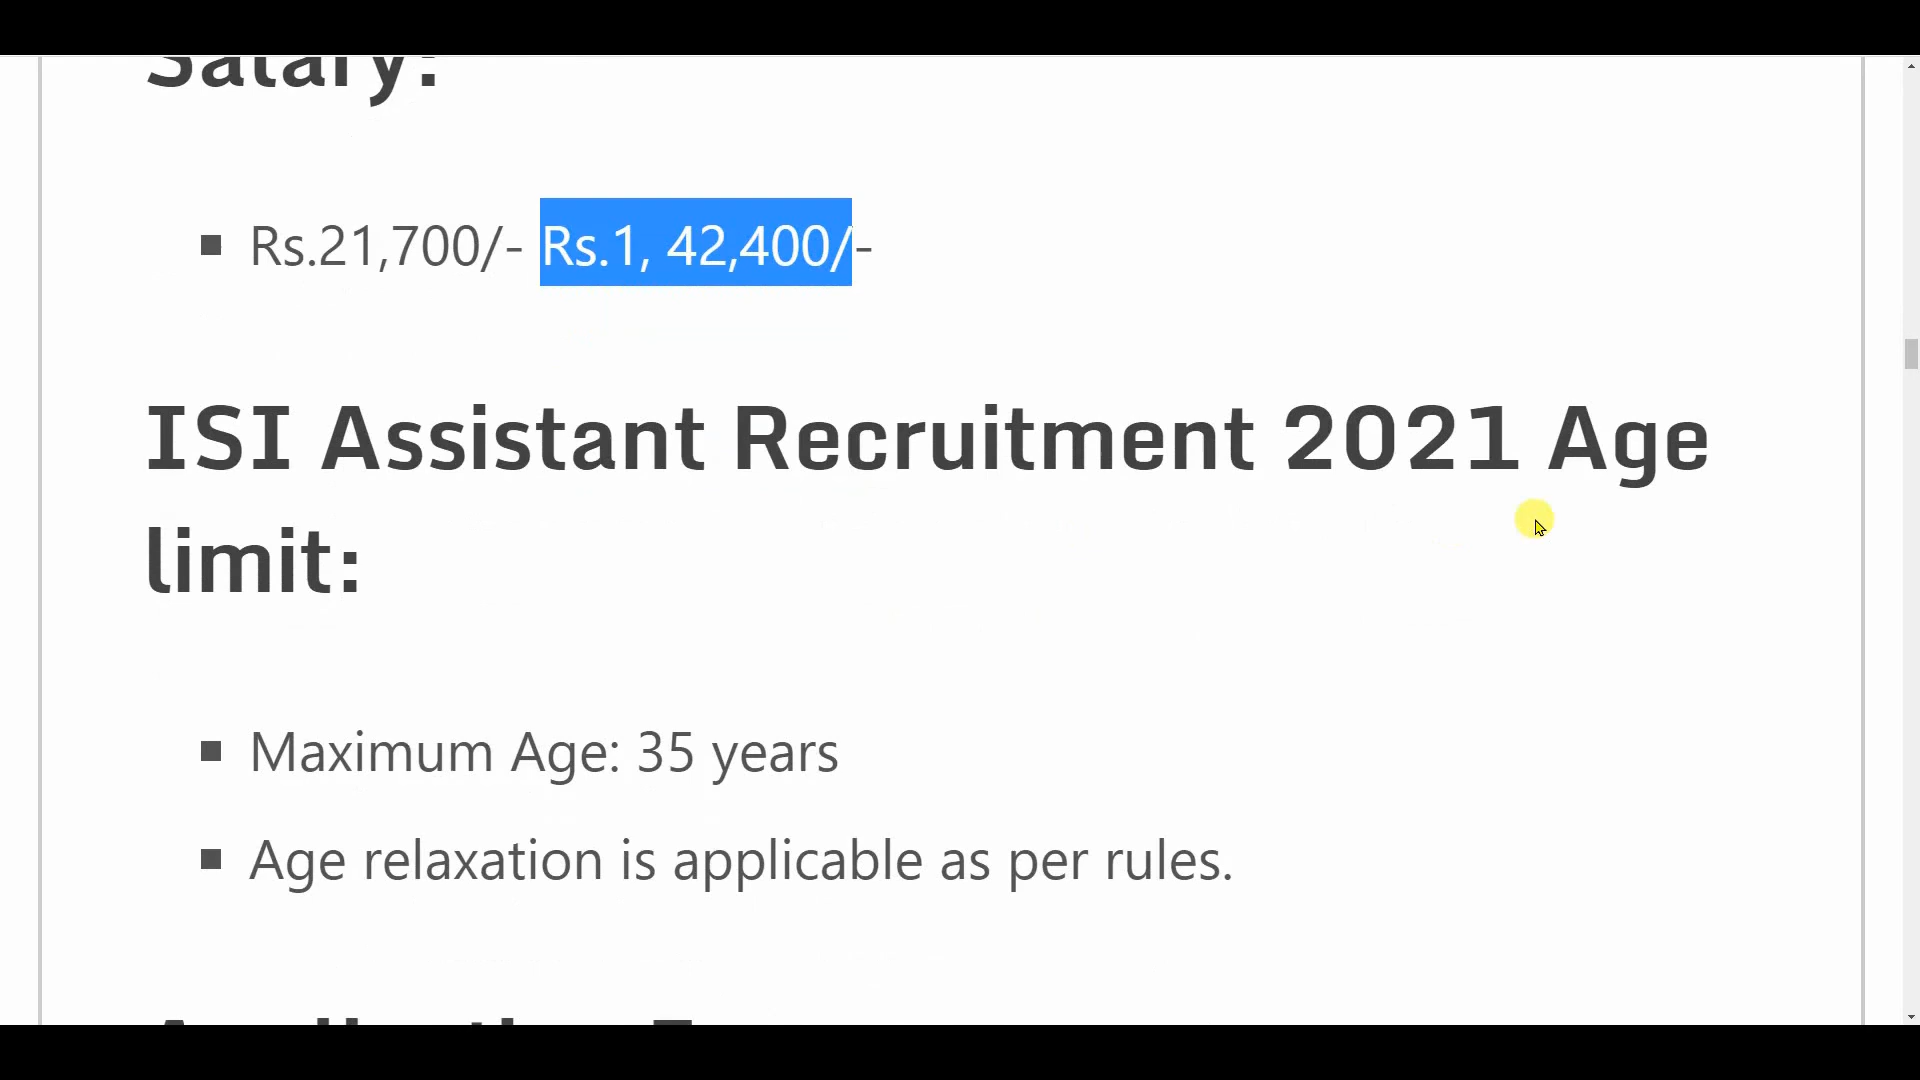 Salary:
Rs.21,700/- Rs.1, 42,400/-
ISI Assistant Recruitment 2021 Age
limit:
Maximum Age: 35 years
Age relaxation is applicable as per rules.